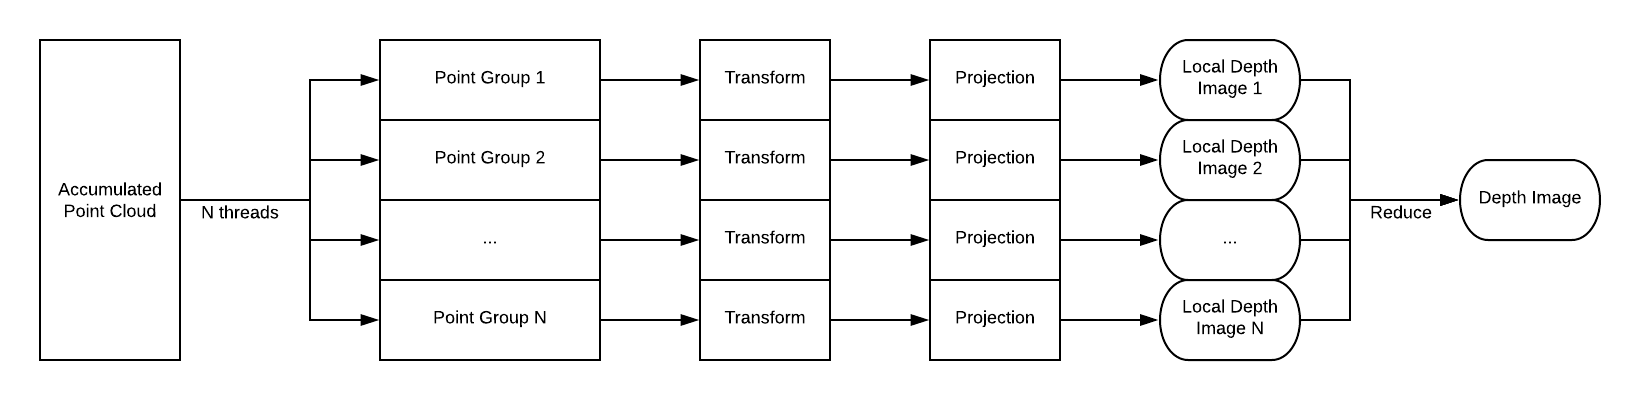 Accumulated
Point Cloud
N threads
Point Group 1
Point Group 2
...
Point Group N
Transform
Transform
Transform
Transform
Projection
Projection
Projection
Projection
Local Depth
Image 1
Local Depth
Image 2
...
Local Depth
Image N
Reduce
Depth Image